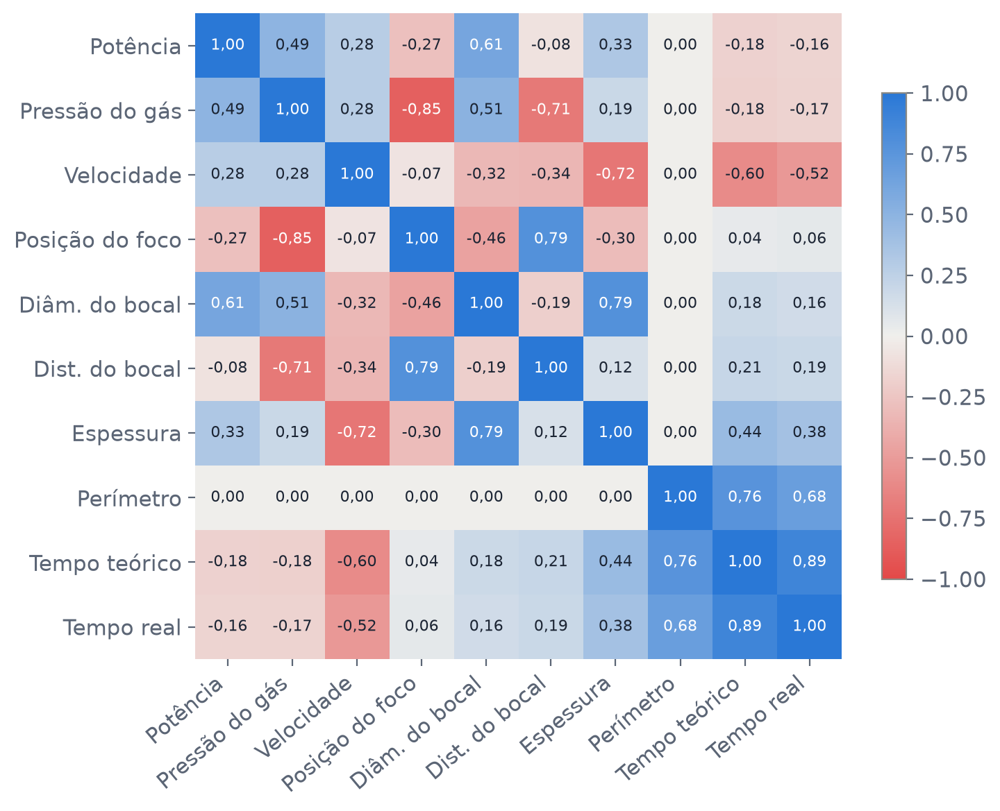 Potência 1,00 0,49 0,28 -0,27 0,61 -0,08 0,33 0,00 -0,18 -0,16
Pressão do gás 0,49 1,00 0,28 -0,85 0,51 -0,71 0,19 0,00 -0,18 -0,17
Velocidade 0,28 0,28 1,00 -0,07 -0,32 -0,34 -0,72 0,00 -0,60 -0,52
Posição do foco -0,27 -0,85 -0,07 1,00 -0,46 0,79 -0,30 0,00 0,04 0,06
Diâm. do bocal 0,61 0,51 -0,32 -0,46 1,00 -0,19 0,79 0,00 0,18 0,16
Dist. do bocal -0,08 -0,71 -0,34 0,79 -0,19 1,00 0,12 0,00 0,21 0,19
Espessura 0,33 0,19 -0,72 -0,30 0,79 0,12 1,00 0,00 0,44 0,38
Perímetro 0,00 0,00 0,00 0,00 0,00 0,00 0,00 1,00 0,76 0,68
Tempo teórico -0,18 -0,18 -0,60 0,04 0,18 0,21 0,44 0,76 1,00 0,89
Tempo real -0,16 -0,17 -0,52 0,06 0,16 0,19 0,38 0,68 0,89 1,00
Potência
Pressão do gás
Velocidade
Posição do foco
Diâm. do bocal
Dist. do bocal
Espessura
Perímetro
Tempo teórico
Tempo real
1.00
0.75
0.50
0.25
0.00
−0.25
−0.50
−0.75
−1.00